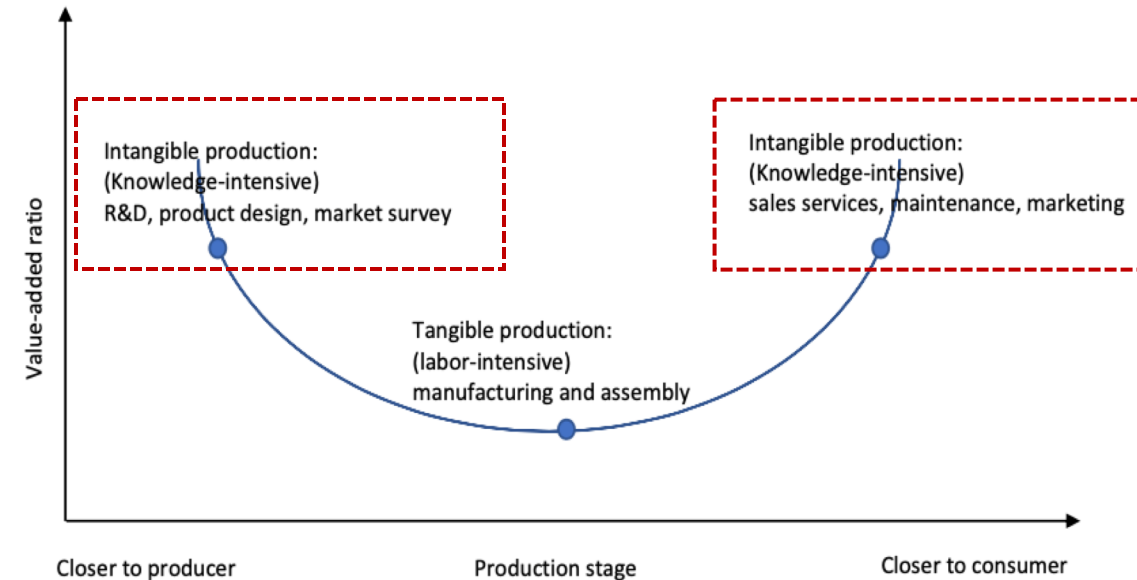 Intangible production:
(Knowledge-intensive)
R&D, product design, market survey
Intangible production:
(Knowledge-intensive)
sales services, maintenance, marketing
Value-added ratio
Tangible production:
(labor-intensive)
manufacturing and assembly
Closer to producer
Production stage
Closer to consumer